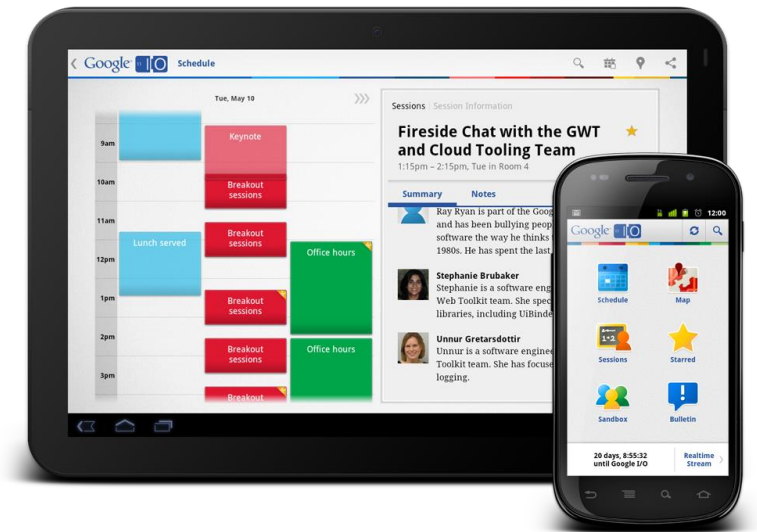 Google I/O Schedule
Tue, May 10
9am
10am
11am
12pm
1pm
2pm
3pm
Keynote
Breakout
sessions
Breakout
sessions
Lunch served
Office hours
Breakout
sessions
Breakout
sessions
Office hours
Breakout
Sessions Session Information
Fireside Chat with the GWT
and Cloud Tooling Team
1:15pm – 2:15pm, Tue in Room 4
Summary Notes
Ray Ryan is part of the Goog
and has been bullying peop
software the way he thinks
1980s. He has spent the last
Stephanie Brubaker
Stephanie is a software eng
Web Toolkit team. She spec
libraries, including UiBinde
Unnur Gretarsdottir
Unnur is a software enginee
Toolkit team. She has focuse
logging.
12:00
Google I/O
Schedule Map
1+2
Sessions Starred
Sandbox Bulletin
20 days, 8:55:32
until Google I/O
Realtime
Stream